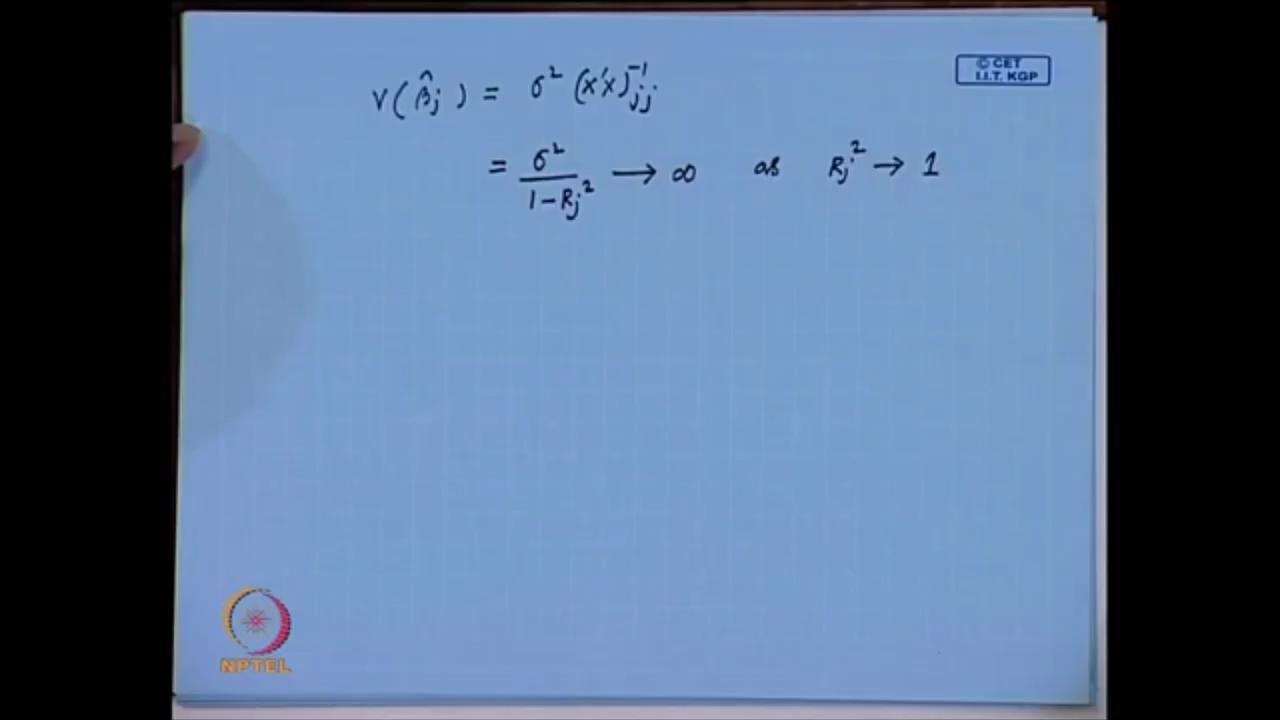 © CET
I.I.T. KGP
V(β̂j) = σ² (X'X)⁻¹jj
= σ² / (1-Rj²) → ∞ as Rj² → 1
NPTEL